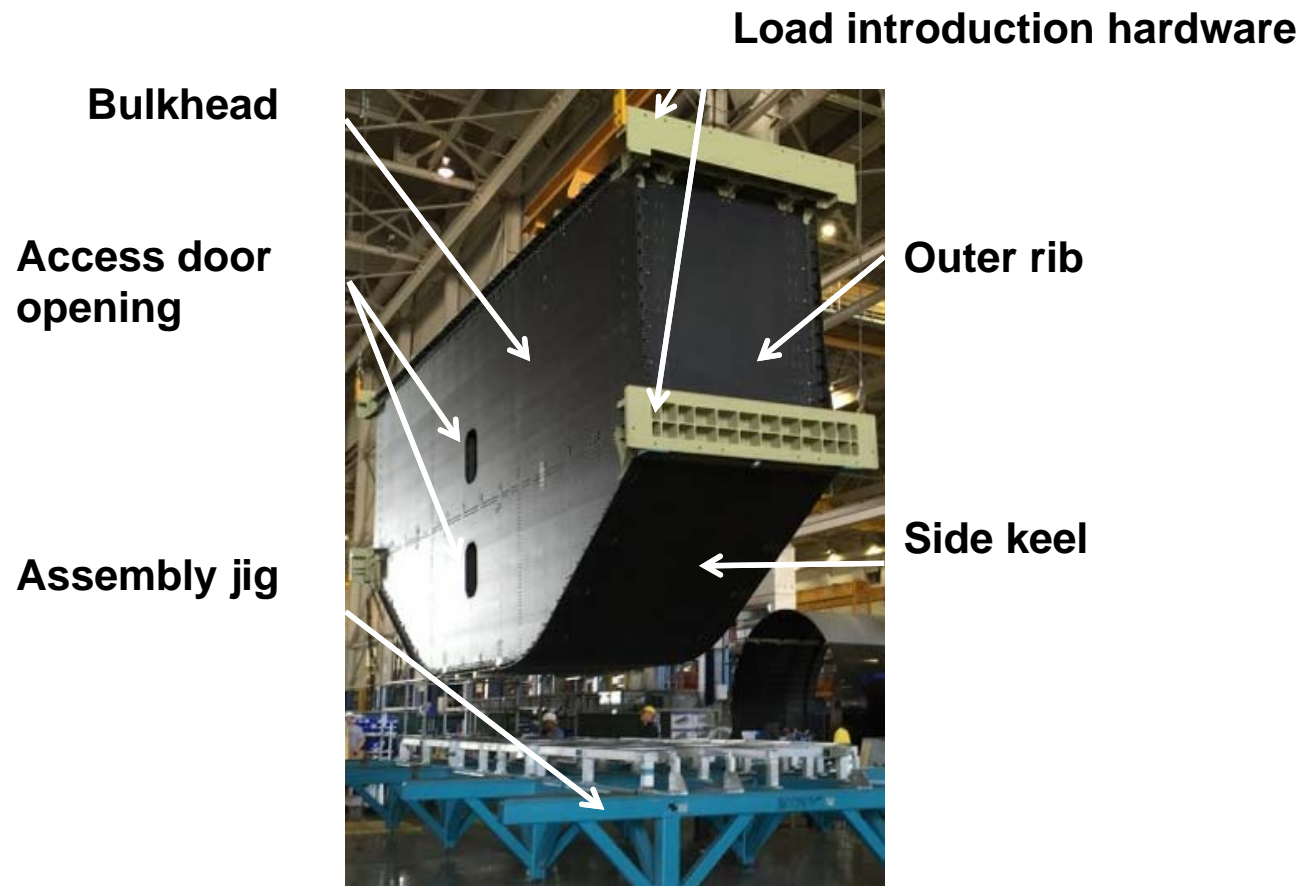 Load introduction hardware
Bulkhead
Access door
opening
Outer rib
Side keel
Assembly jig